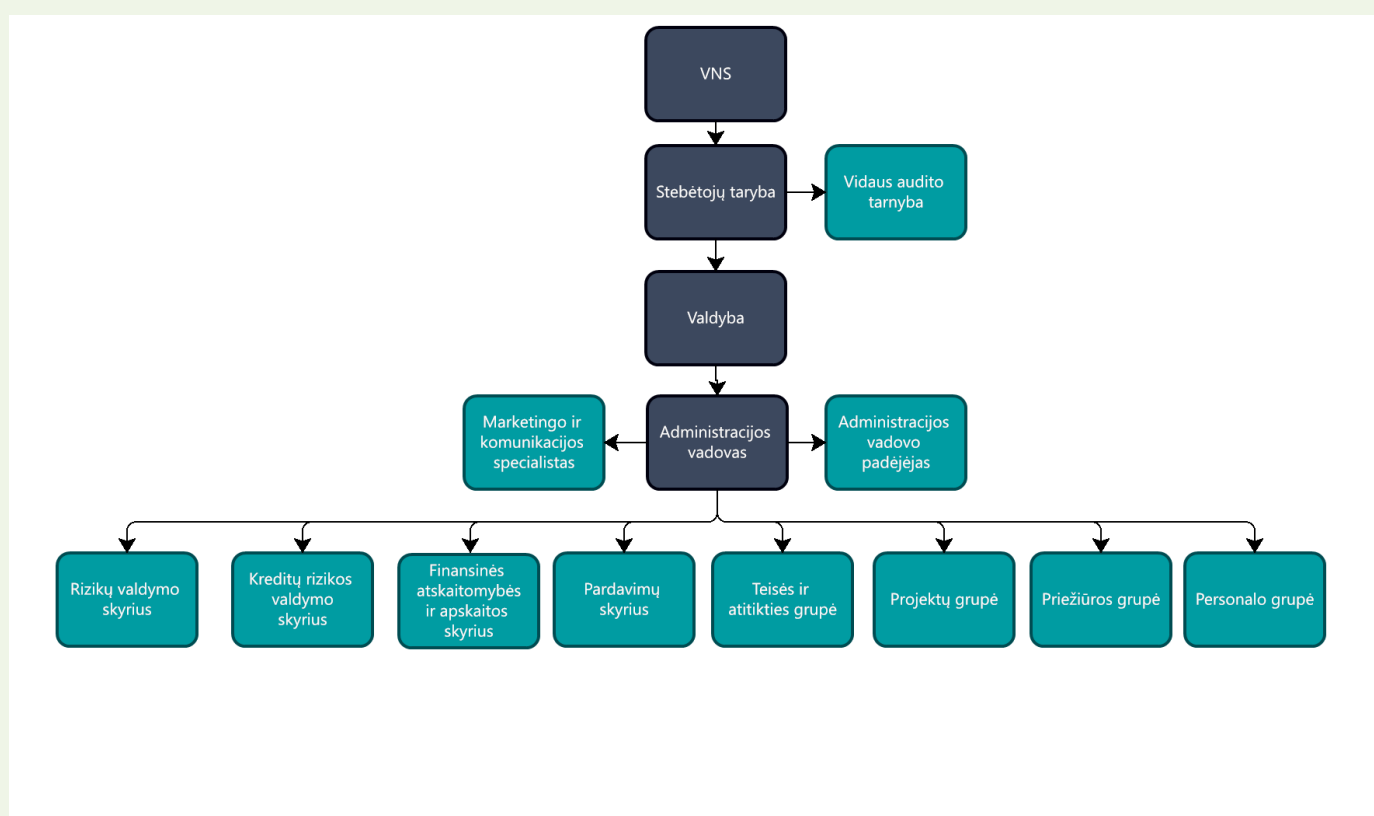 VNS
Stebėtojų taryba
Vidaus audito
tarnyba
Valdyba
Marketingo ir
komunikacijos
specialistas
Administracijos
vadovas
Administracijos
vadovo
padėjėjas
Rizikų valdymo
skyrius
Kreditų rizikos
valdymo
skyrius
Finansinės
atskaitomybės
ir apskaitos
skyrius
Pardavimų
skyrius
Teisės ir
atitikties grupė
Projektų grupė
Priežiūros grupė
Personalo grupė